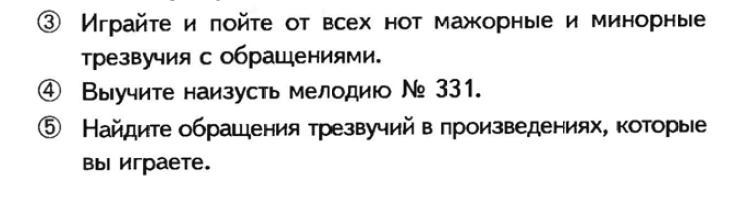 ③ Играйте и пойте от всех нот мажорные и минорные
трезвучия с обращениями.
④ Выучите наизусть мелодию № 331.
⑤ Найдите обращения трезвучий в произведениях, которые
вы играете.